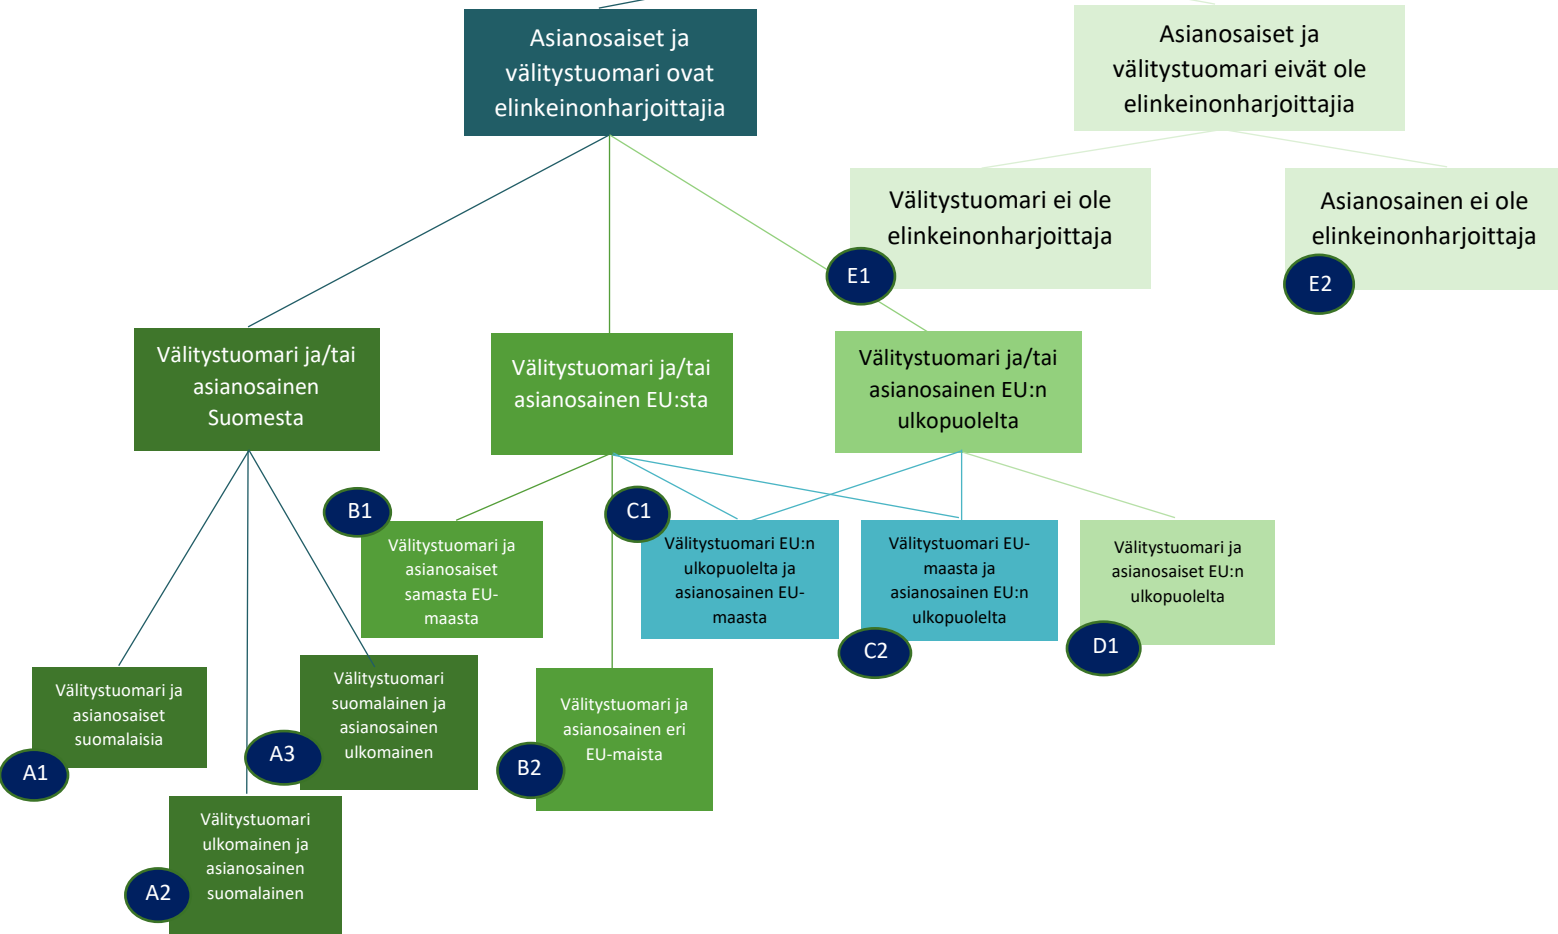 Asianosaiset ja
välitystuomari ovat
elinkeinonharjoittajia
Asianosaiset ja
välitystuomari eivät ole
elinkeinonharjoittajia
Välitystuomari ei ole
elinkeinonharjoittaja
E1
Asianosainen ei ole
elinkeinonharjoittaja
E2
Välitystuomari ja/tai
asianosainen
Suomesta
Välitystuomari ja/tai
asianosainen EU:sta
Välitystuomari ja/tai
asianosainen EU:n
ulkopuolelta
B1
Välitystuomari ja
asianosaiset
samasta EU-
maasta
C1
Välitystuomari EU:n
ulkopuolelta ja
asianosainen EU-
maasta
Välitystuomari EU-
maasta ja
asianosainen EU:n
ulkopuolelta
C2
Välitystuomari ja
asianosaiset EU:n
ulkopuolelta
D1
Välitystuomari ja
asianosaiset
suomalaisia
A1
Välitystuomari
suomalainen ja
asianosainen
ulkomainen
A3
Välitystuomari ja
asianosainen eri
EU-maista
B2
Välitystuomari
ulkomainen ja
asianosainen
suomalainen
A2